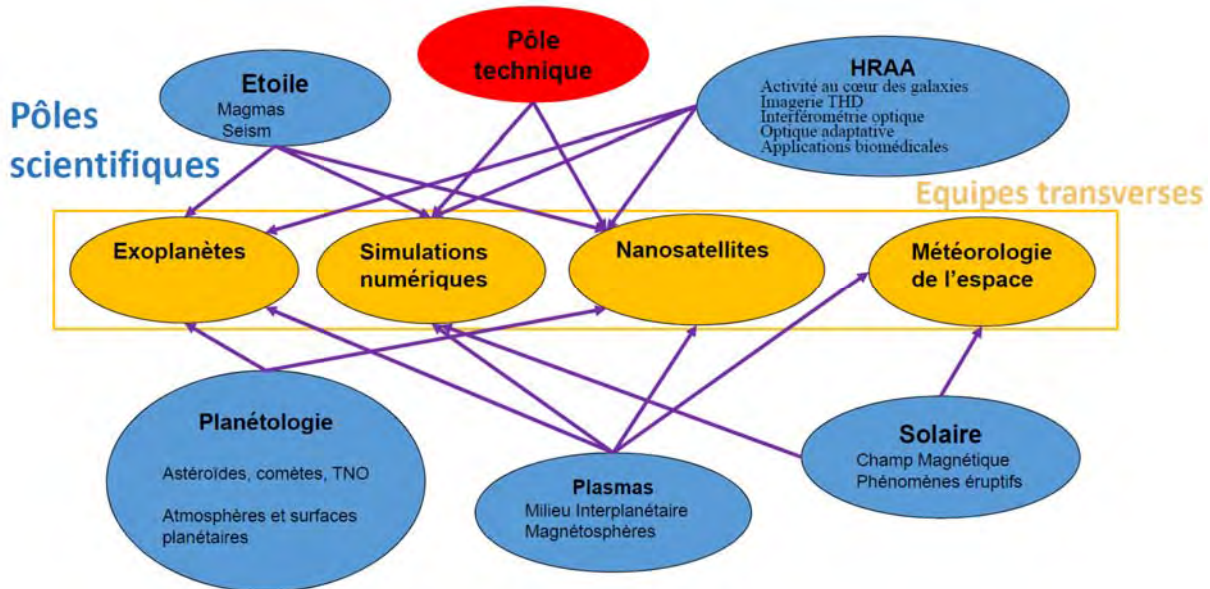 Pôle
technique
Etoile
Magmas
Seism
HRAA
Activité au cœur des galaxies
Imagerie THD
Interférométrie optique
Optique adaptative
Applications biomédicales
Pôles
scientifiques
Equipes transverses
Exoplanètes
Simulations
numériques
Nanosatellites
Météorologie
de l'espace
Planétologie
Astéroïdes, comètes, TNO
Atmosphères et surfaces
planétaires
Plasmas
Milieu Interplanétaire
Magnétosphères
Solaire
Champ Magnétique
Phénomènes éruptifs